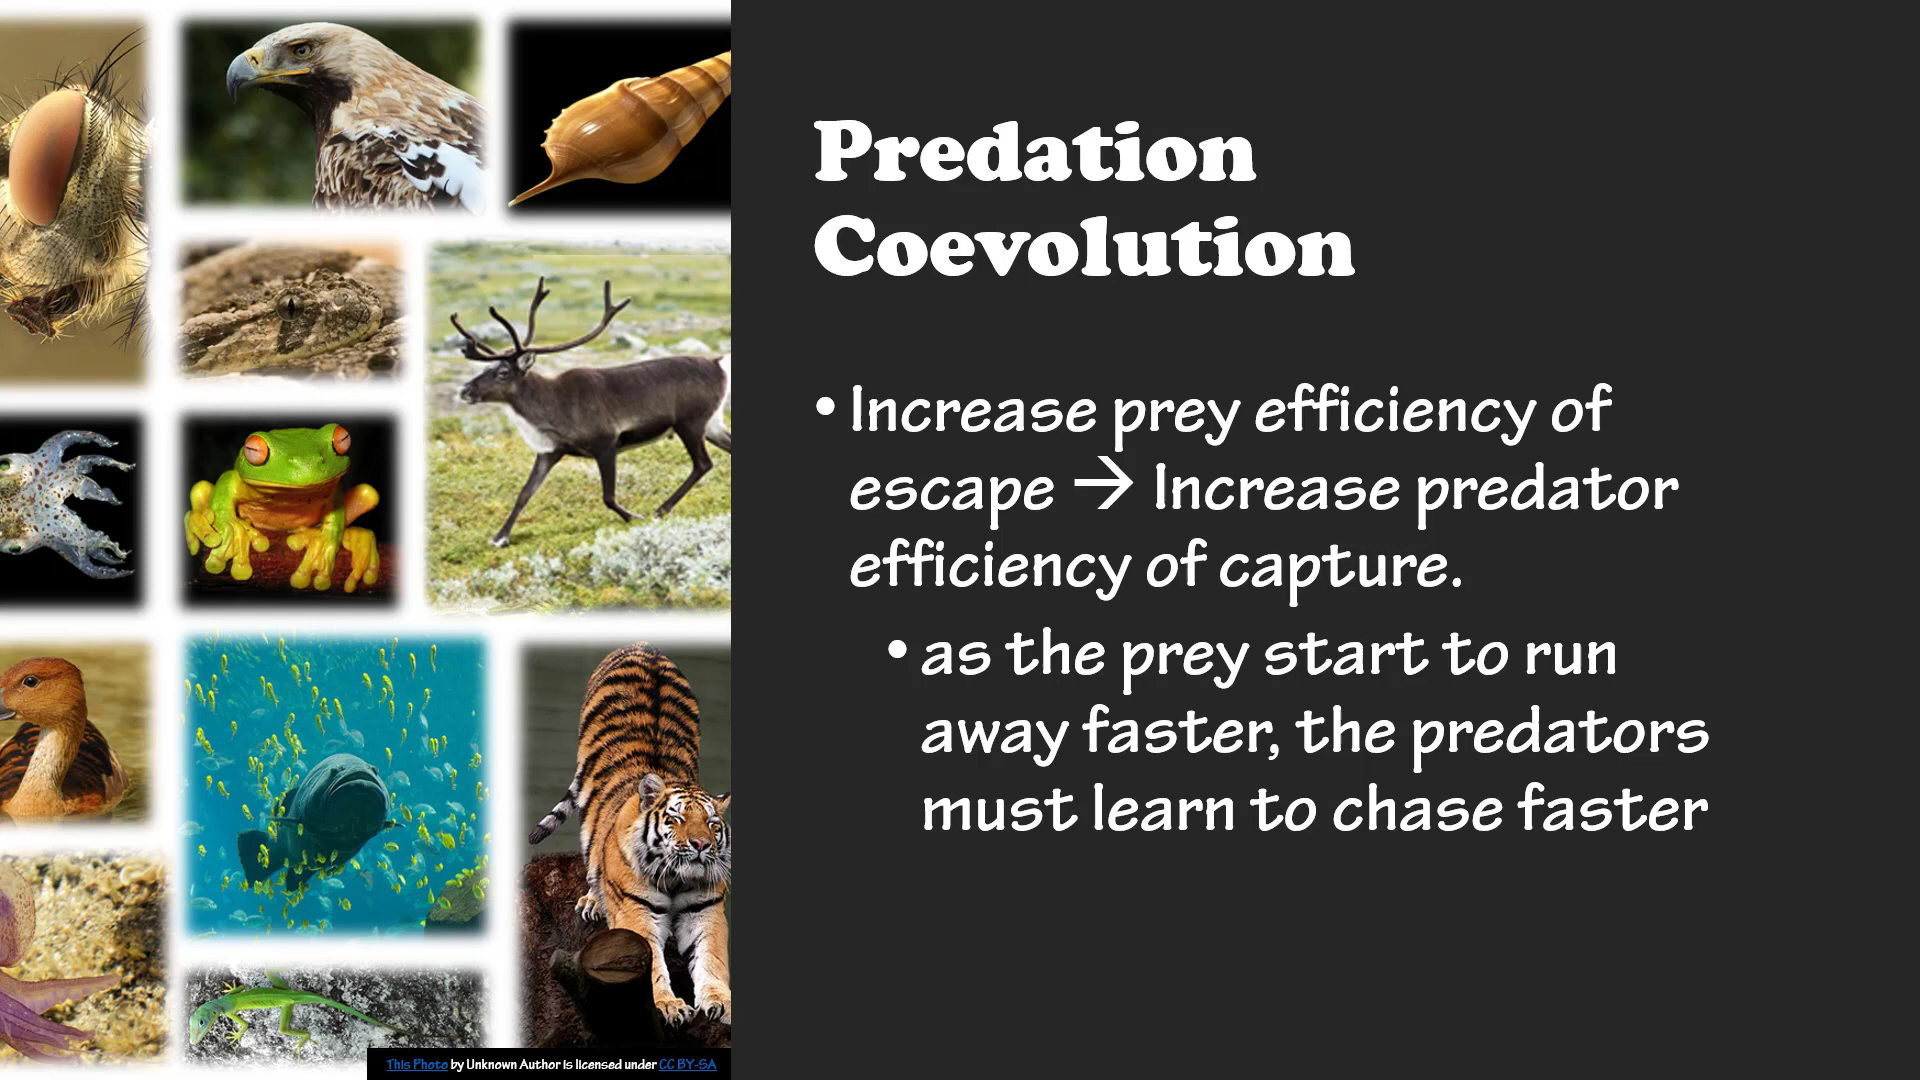 Predation
Coevolution
• Increase prey efficiency of
escape → Increase predator
efficiency of capture.
• as the prey start to run
away faster, the predators
must learn to chase faster
This Photo by Unknown Author is licensed under CC BY-SA